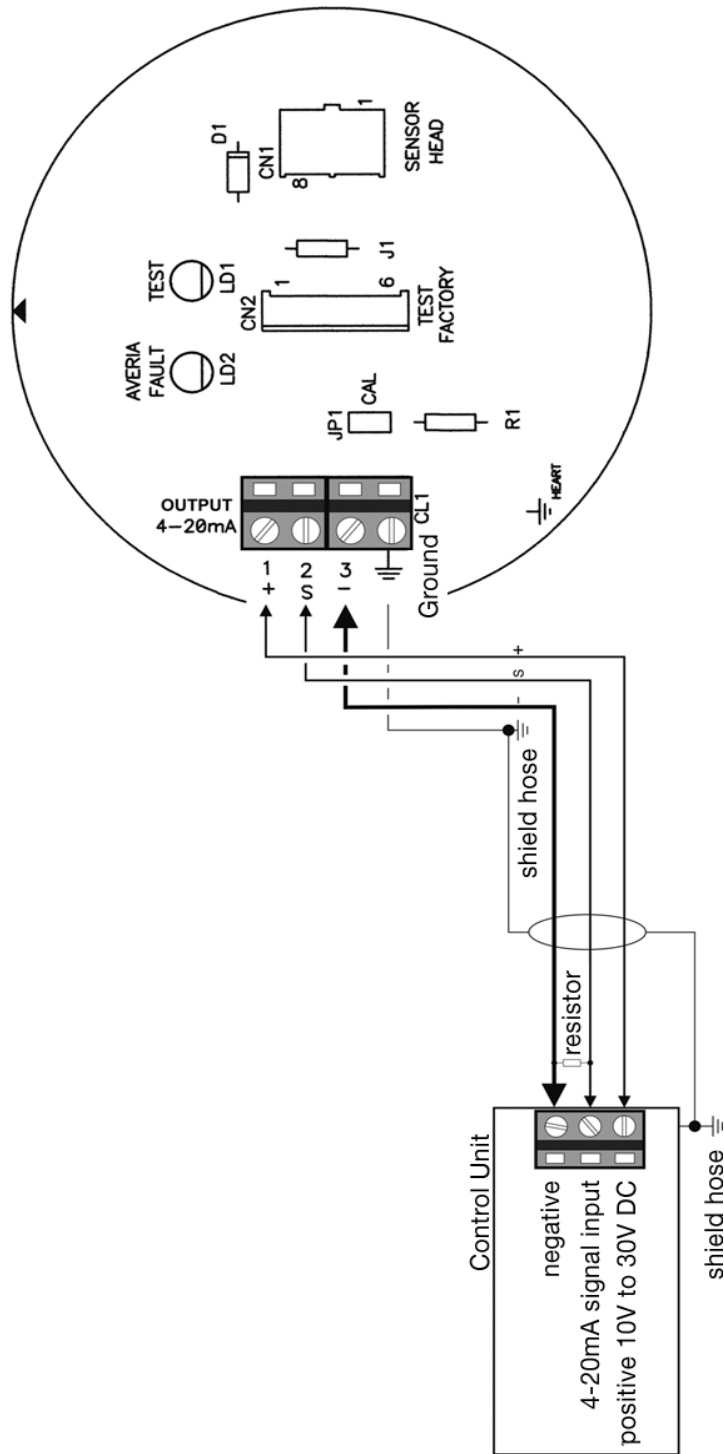 D1
CN1
8
1
SENSOR
HEAD
TEST
LD1
J1
CN2
1
6
TEST
FACTORY
AVERIA
FAULT
LD2
JP1
CAL
R1
OUTPUT
4-20mA
CL1
HEART
1
+
2
S
3
-
Ground
- s +
shield hose
resistor
Control Unit
negative
4-20mA signal input
positive 10V to 30V DC
shield hose